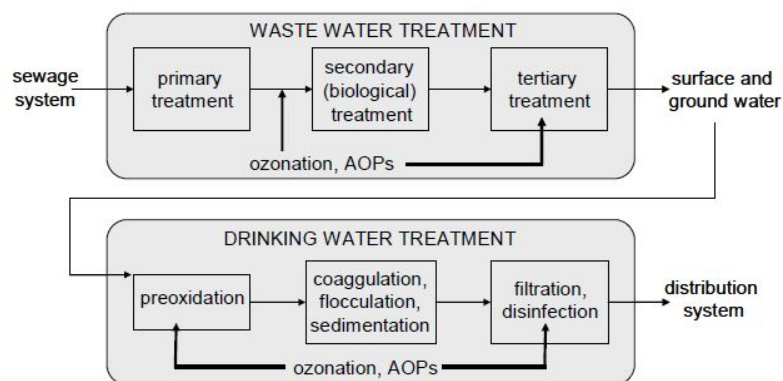 WASTE WATER TREATMENT
sewage
system
primary
treatment
secondary
(biological)
treatment
tertiary
treatment
surface and
ground water
ozonation, AOPs
DRINKING WATER TREATMENT
preoxidation
coaggulation,
flocculation,
sedimentation
filtration,
disinfection
distribution
system
ozonation, AOPs